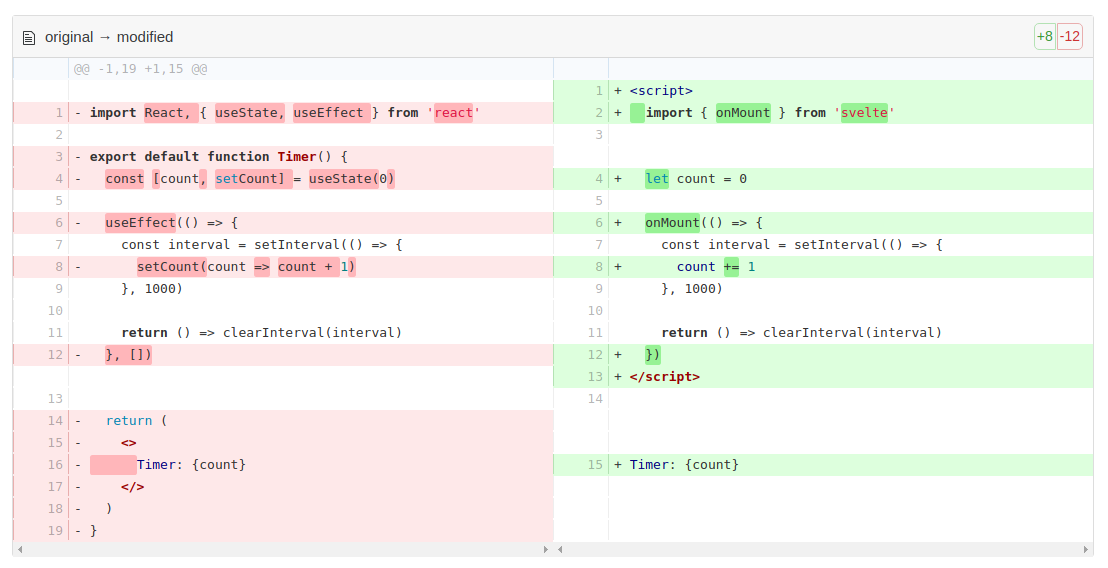 original → modified
+8 -12
@@ -1,19 +1,15 @@
1 + <script>
1 - import React, { useState, useEffect } from 'react'
2 + import { onMount } from 'svelte'
2
3
3 - export default function Timer() {
4 - const [count, setCount] = useState(0)
4 + let count = 0
5
5
6 - useEffect(() => {
6 + onMount(() => {
7 const interval = setInterval(() => {
7 const interval = setInterval(() => {
8 - setCount(count => count + 1)
8 + count += 1
9 }, 1000)
9 }, 1000)
10
10
11 return () => clearInterval(interval)
11 return () => clearInterval(interval)
12 - }, [])
12 + })
13 + </script>
13
14
14 - return (
15 - <>
16 - Timer: {count}
15 + Timer: {count}
17 - </>
18 - )
19 - }